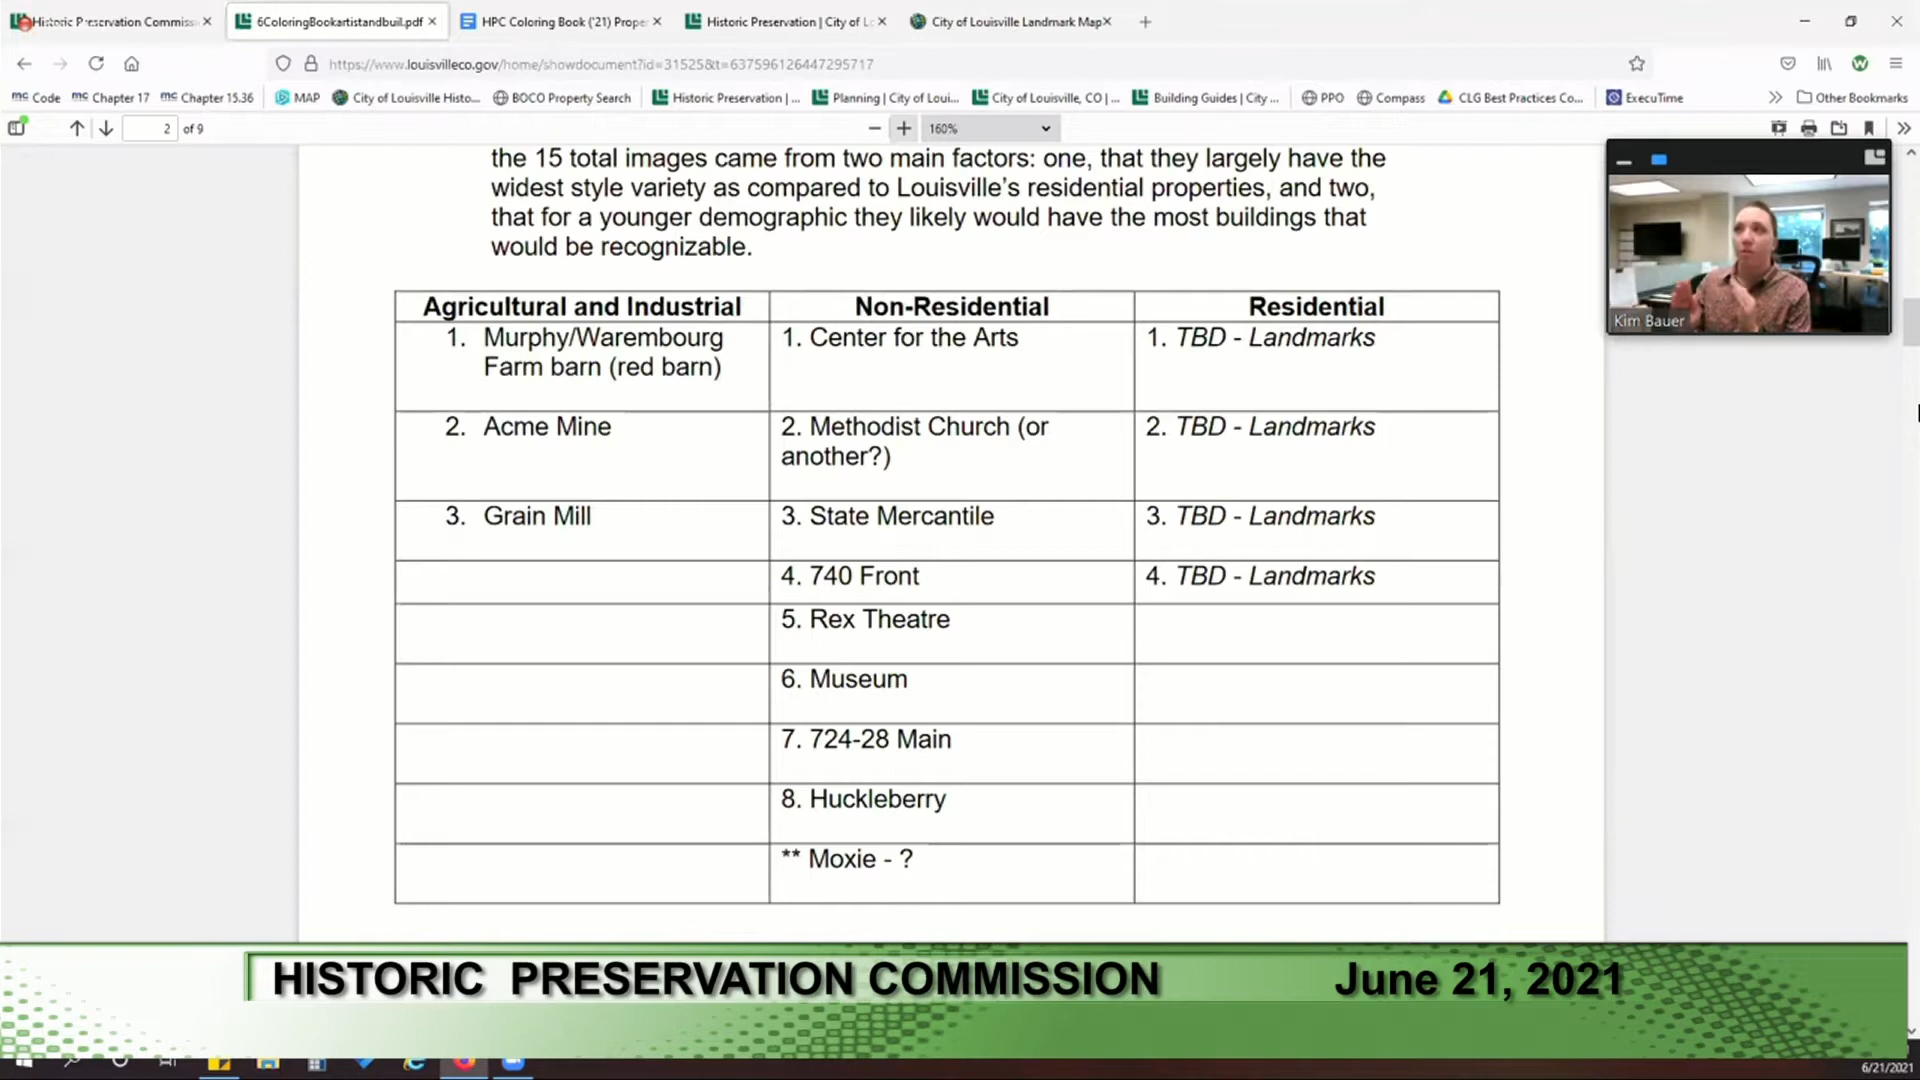 Historic Preservation Commiss
6ColoringBookartistandbuil.pdf
HPC Coloring Book ('21) Prope
Historic Preservation | City of L
City of Louisville Landmark Map
https://www.louisvilleco.gov/home/showdocument?id=31525&t=637596126447295717
mc Code
mc Chapter 17
mc Chapter 15.36
MAP
City of Louisville Histo...
BOCO Property Search
Historic Preservation | ...
Planning | City of Loui...
City of Louisville, CO | ...
Building Guides | City ...
PPO
Compass
CLG Best Practices Co...
ExecuTime
Other Bookmarks
2 of 9
160%
the 15 total images came from two main factors: one, that they largely have the
widest style variety as compared to Louisville's residential properties, and two,
that for a younger demographic they likely would have the most buildings that
would be recognizable.
Kim Bauer
Agricultural and Industrial
Non-Residential
Residential
1. Murphy/Warembourg
Farm barn (red barn)
1. Center for the Arts
1. TBD - Landmarks
2. Acme Mine
2. Methodist Church (or
another?)
2. TBD - Landmarks
3. Grain Mill
3. State Mercantile
3. TBD - Landmarks
4. 740 Front
4. TBD - Landmarks
5. Rex Theatre
6. Museum
7. 724-28 Main
8. Huckleberry
** Moxie - ?
HISTORIC PRESERVATION COMMISSION
June 21, 2021
6/21/2021